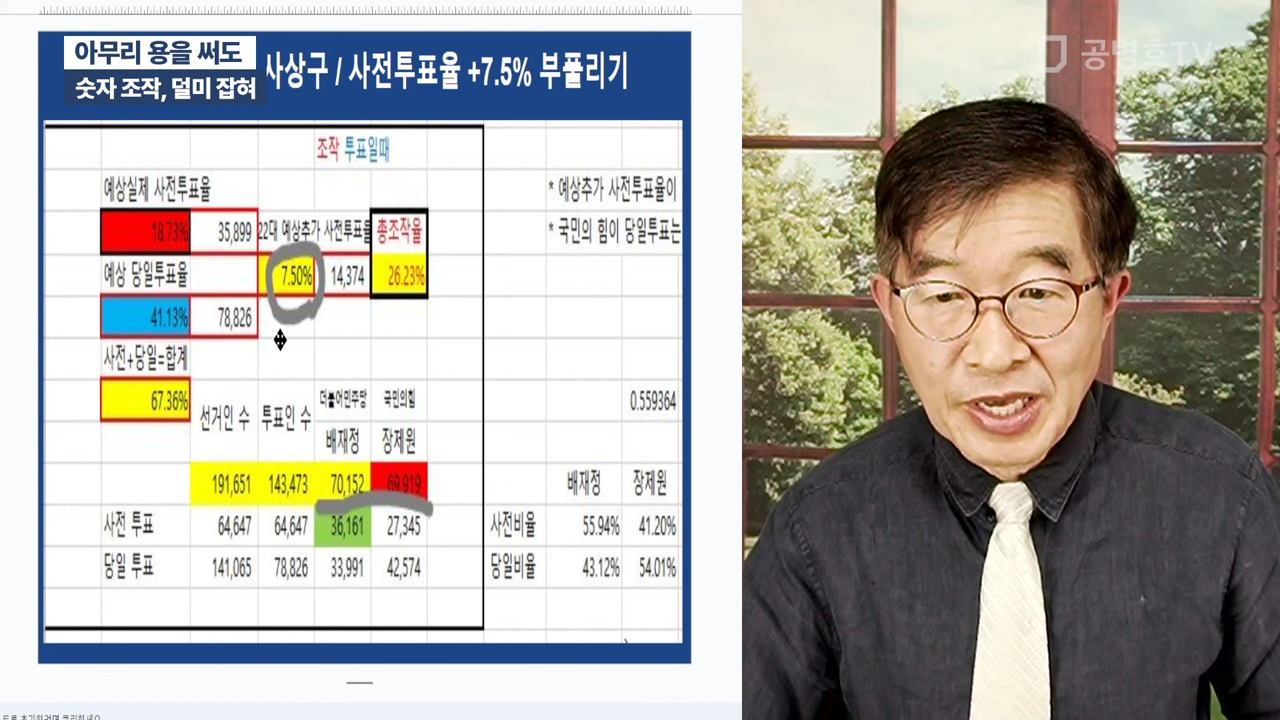 아무리 용을 써도
숫자 조작, 덜미 잡혀
사상구 / 사전투표율 +7.5% 부풀리기
공병호TV
조작 투표일때
예상실제 사전투표율
* 예상추가 사전투표율이
18.73% 35,899 22대 예상추가 사전투표율 총조작율
* 국민의 힘이 당일투표는
예상 당일투표율 7.50% 14,374 26.23%
41.13% 78,826
사전+당일=합계
67.36% 선거인 수 투표인 수 더불어민주당 국민의힘 0.559364
배재정 장제원
191,651 143,473 70,152 69,919 배재정 장제원
사전 투표 64,647 64,647 36,161 27,345 사전비율 55.94% 41.20%
당일 투표 141,065 78,826 33,991 42,574 당일비율 43.12% 54.01%